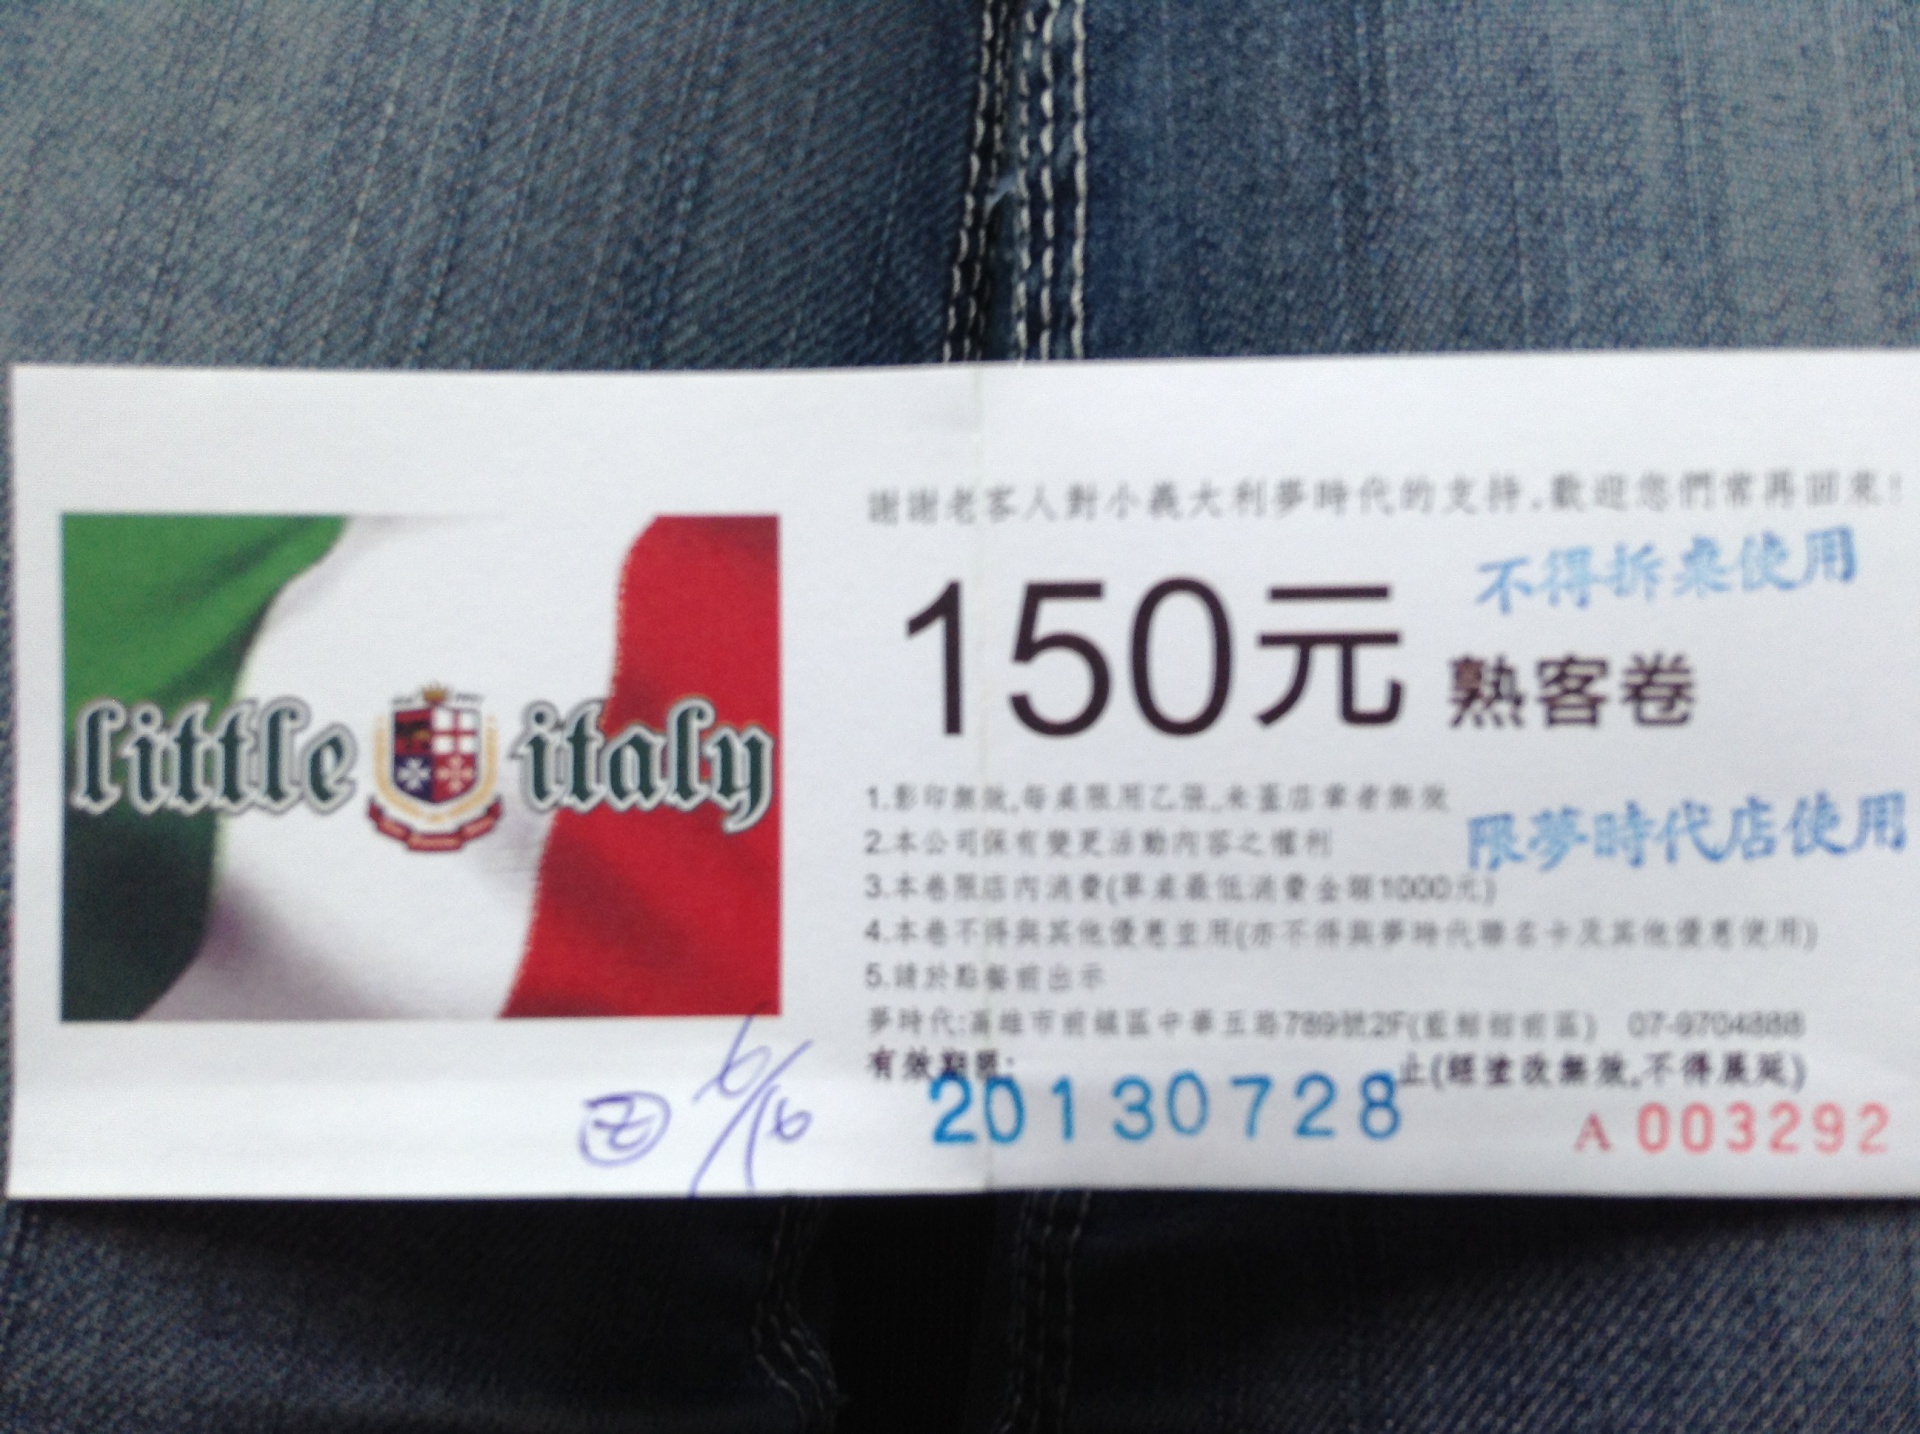 謝謝老客人對小義大利夢時代的支持,歡迎您們常再回來!
不得拆桌使用
150元 熟客卷
little italy
1.影印無效,每桌限用乙張,未蓋店章者無效
限夢時代店使用
2.本公司保有變更活動內容之權利
3.本卷限店內消費(單桌最低消費金額1000元)
4.本卷不得與其他優惠並用(亦不得與夢時代聯名卡及其他優惠使用)
5.請於點餐前出示
夢時代:高雄市前鎮區中華五路789號2F(藍鯨館前區) 07-9704888
有效期限: 20130728 止(經塗改無效,不得展延)
6/16
A 003292